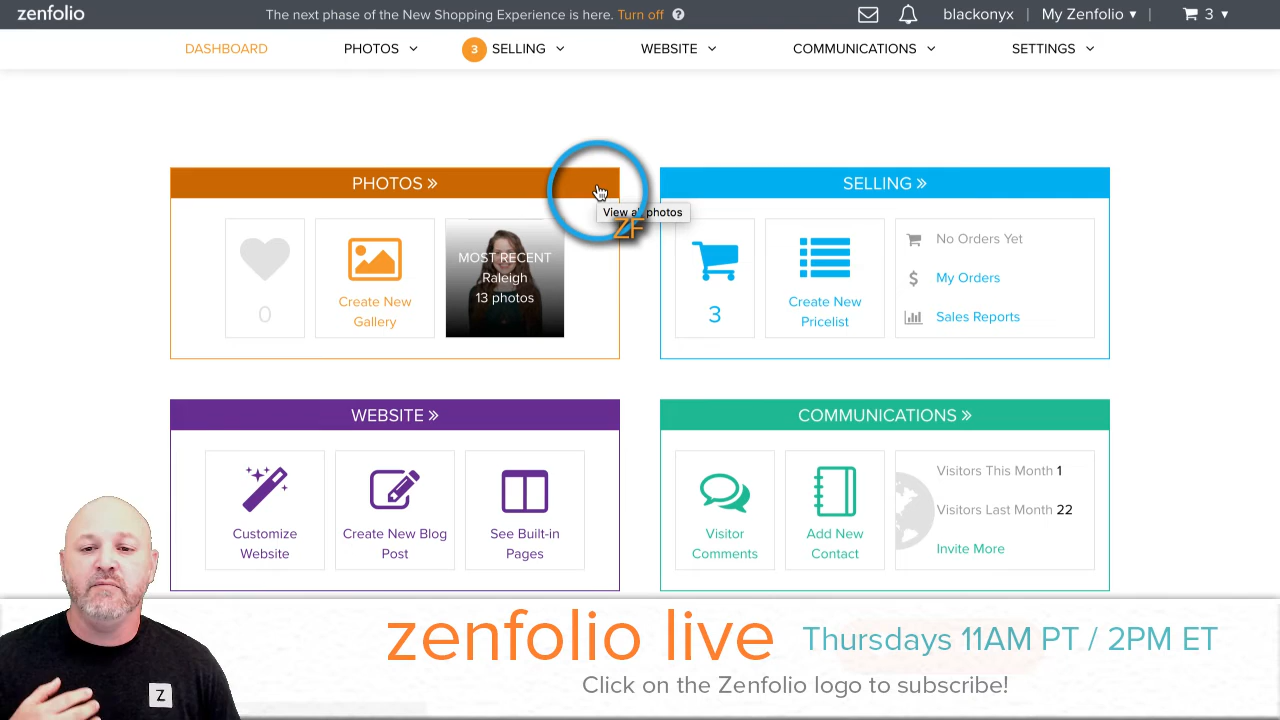 zenfolio
The next phase of the New Shopping Experience is here. Turn off ?
blackonyx | My Zenfolio ▼ | 3 ▼
DASHBOARD
PHOTOS
3 SELLING
WEBSITE
COMMUNICATIONS
SETTINGS
PHOTOS »
0
Create New
Gallery
MOST RECENT
Raleigh
13 photos
View all photos
ZF
SELLING »
3
Create New
Pricelist
No Orders Yet
$ My Orders
Sales Reports
WEBSITE »
Customize
Website
Create New Blog
Post
See Built-in
Pages
COMMUNICATIONS »
Visitor
Comments
Add New
Contact
Visitors This Month 1
Visitors Last Month 22
Invite More
Z
zenfolio live
Thursdays 11AM PT / 2PM ET
Click on the Zenfolio logo to subscribe!